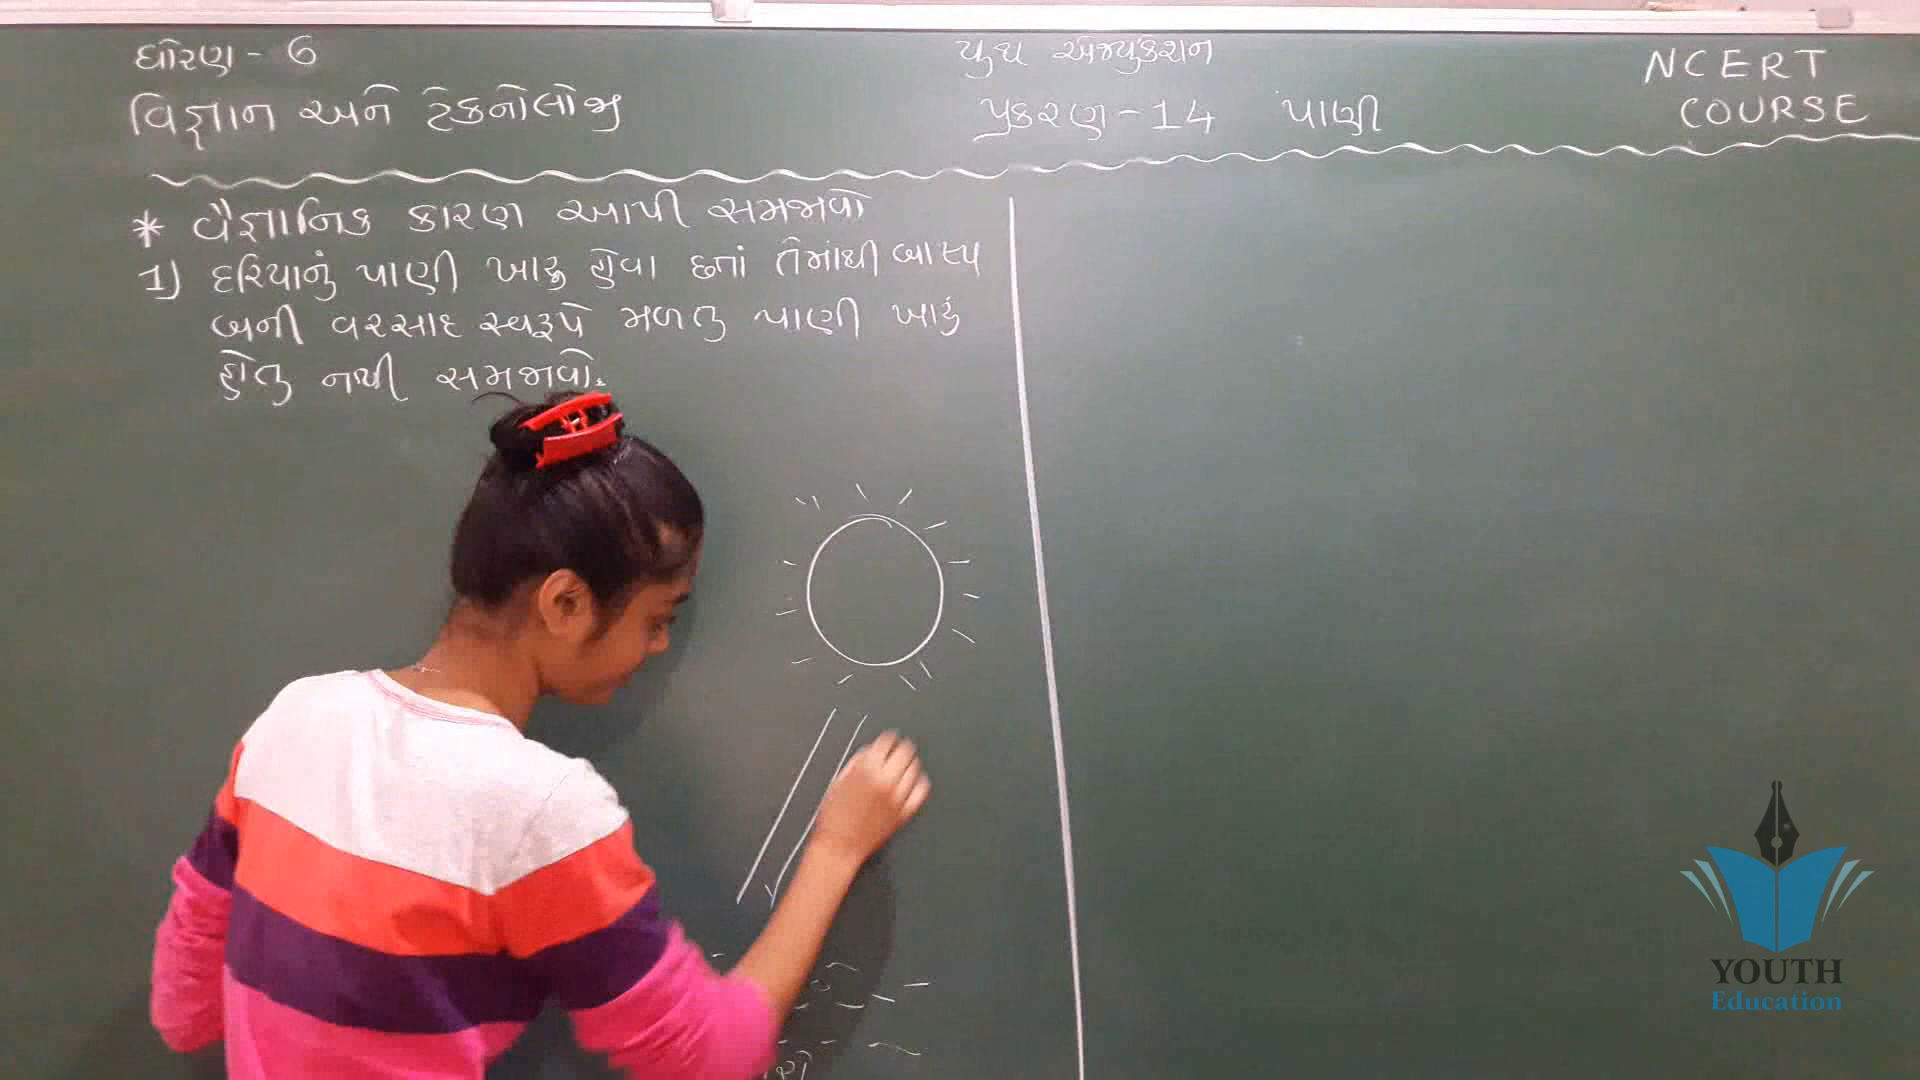 ધોરણ - 6
વિજ્ઞાન અને ટેકનોલોજી
યુથ એજ્યુકેશન
પ્રકરણ - 14 પાણી
NCERT
COURSE
* વૈજ્ઞાનિક કારણ આપી સમજાવો
1) દરિયાનું પાણી ખારૂ હોવા છતાં તેમાંથી બાષ્પ
બની વરસાદ સ્વરૂપે મળતુ પાણી ખારું
હોતુ નથી સમજાવો.
YOUTH
Education